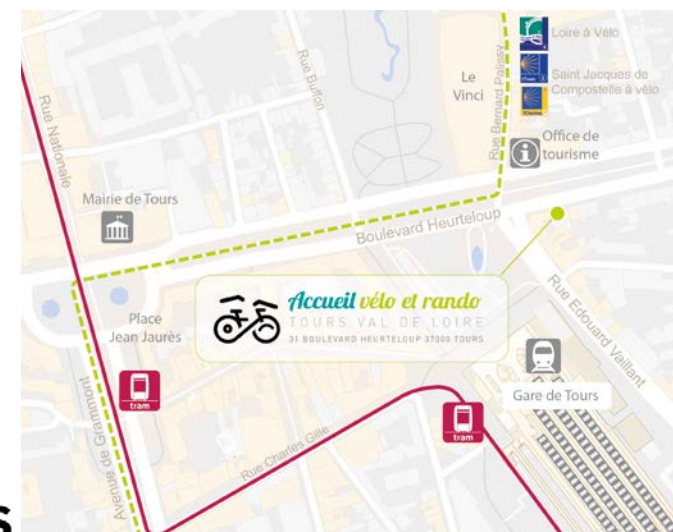 Loire à Vélo
Saint Jacques de
Compostelle à vélo
Rue Buffon
Le
Vinci
Rue Bernard Palissy
Office de
tourisme
Rue Nationale
Mairie de Tours
Boulevard Heurteloup
Accueil vélo et rando
TOURS VAL DE LOIRE
31 BOULEVARD HEURTELOUP 37000 TOURS
Place
Jean Jaurès
Rue Edouard Vaillant
Gare de Tours
tram
tram
Avenue de Grammont
Rue Charles Gille
S